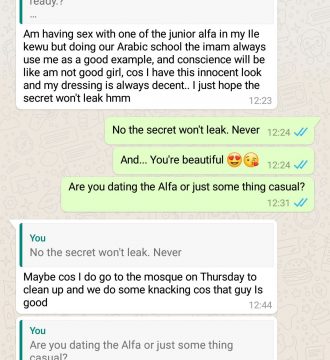 ready.?
...
Am having sex with one of the junior alfa in my Ile
kewu but doing our Arabic school the imam always
use me as a good example, and conscience will be
like am not good girl, cos I have this innocent look
and my dressing is always decent.. I just hope the
secret won't leak hmm
12:23
No the secret won't leak. Never 12:24
And... You're beautiful 😍😘 12:24
Are you dating the Alfa or just some thing casual?
12:31
You
No the secret won't leak. Never
Maybe cos I do go to the mosque on Thursday to
clean up and we do some knacking cos that guy Is
good 12:44
You
Are you dating the Alfa or just some thing
casual?